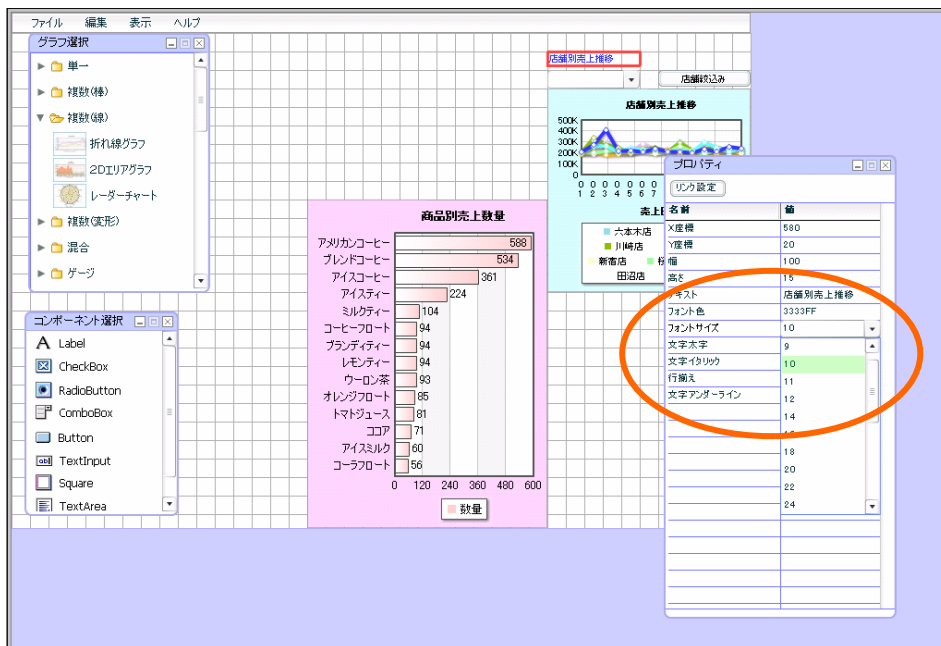 ファイル 編集 表示 ヘルプ
グラフ選択
単一
複数(棒)
複数(線)
折れ線グラフ
2Dエリアグラフ
レーダーチャート
複数(変形)
混合
ゲージ
コンポーネント選択
A Label
CheckBox
RadioButton
ComboBox
Button
TextInput
Square
TextArea
商品別売上数量
アメリカンコーヒー 588
ブレンドコーヒー 534
アイスコーヒー 361
アイスティー 224
ミルクティー 104
コーヒーフロート 94
ブランディティー 94
レモンティー 94
ウーロン茶 93
オレンジフロート 85
トマトジュース 81
ココア 71
アイスミルク 60
コーラフロート 56
0 120 240 360 480 600
数量
店舗別売上推移
店舗絞込み
店舗別売上推移
500K
400K
300K
200K
100K
0
0 0 0 0 0 0
1 2 3 4 5 6 7
売上
六本木店
川崎店
新宿店
田沼店
プロパティ
リンク設定
名前 値
X座標 580
Y座標 20
幅 100
高さ 15
テキスト 店舗別売上推移
フォント色 3333FF
フォントサイズ 10
文字太字
文字イタリック
行揃え
文字アンダーライン
9
10
11
12
14
18
20
22
24